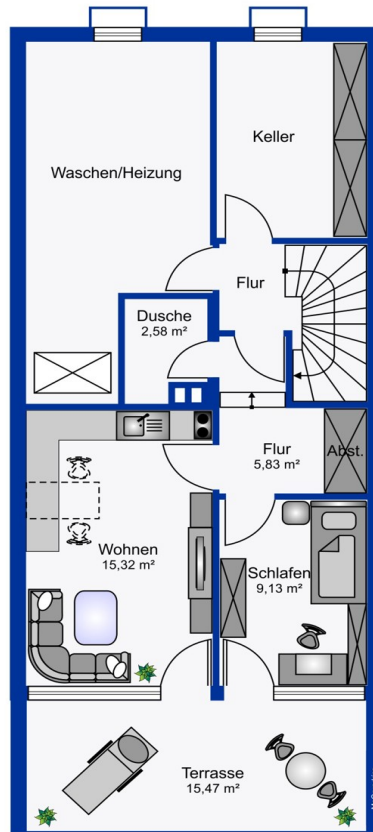 Keller
Waschen/Heizung
Flur
Dusche
2,58 m²
Flur
5,83 m²
Abst.
Wohnen
15,32 m²
Schlafen
9,13 m²
Terrasse
15,47 m²